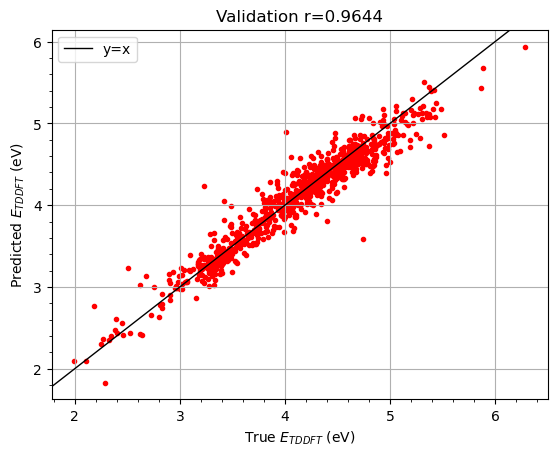 Validation r=0.9644
y=x
Predicted E_TDDFT (eV)
6
5
4
3
2
2 3 4 5 6
True E_TDDFT (eV)